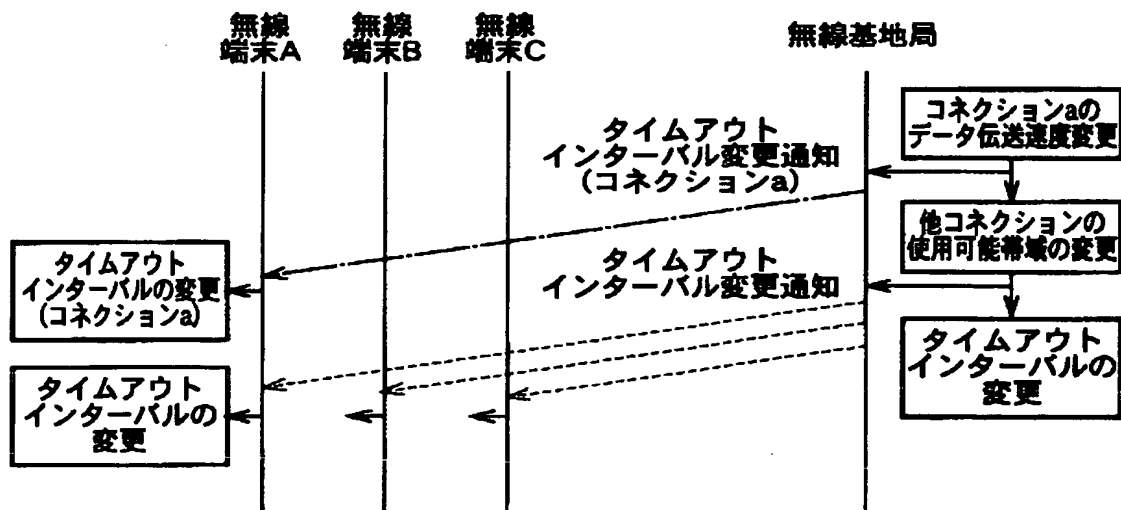 無線
端末A
無線
端末B
無線
端末C
無線基地局
コネクションaの
データ伝送速度変更
タイムアウト
インターバル変更通知
(コネクションa)
他コネクションの
使用可能帯域の変更
タイムアウト
インターバルの変更
(コネクションa)
タイムアウト
インターバル変更通知
タイムアウト
インターバルの
変更
タイムアウト
インターバルの
変更